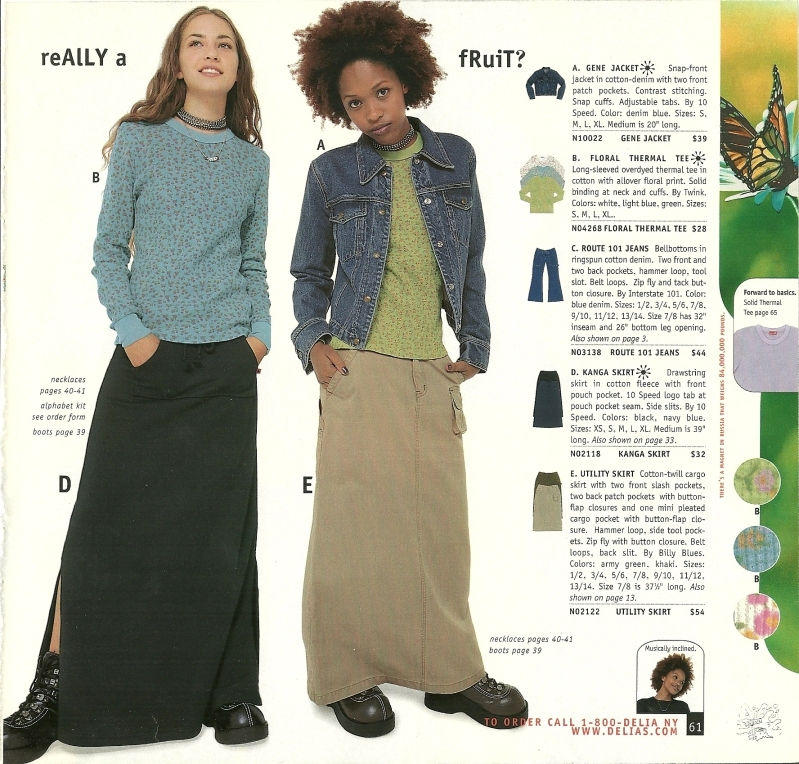 reAlLY a
fRuiT?
A
B
D
E
necklaces
pages 40-41
alphabet kit
see order form
boots page 39
A. GENE JACKET Snap-front
jacket in cotton-denim with two front
patch pockets. Contrast stitching.
Snap cuffs. Adjustable tabs. By 10
Speed. Color: denim blue. Sizes: S,
M, L, XL. Medium is 20" long.
N10022 GENE JACKET $39
B. FLORAL THERMAL TEE
Long-sleeved overdyed thermal tee in
cotton with allover floral print. Solid
binding at neck and cuffs. By Twink.
Colors: white, light blue, green. Sizes:
S, M, L, XL..
NO4268 FLORAL THERMAL TEE $28
C. ROUTE 101 JEANS Bellbottoms in
ringspun cotton denim. Two front and
two back pockets, hammer loop, tool
slot. Belt loops. Zip fly and tack but-
ton closure. By Interstate 101. Color:
blue denim. Sizes: 1/2, 3/4, 5/6, 7/8,
9/10, 11/12, 13/14. Size 7/8 has 32"
inseam and 26" bottom leg opening.
Also shown on page 3.
NO3138 ROUTE 101 JEANS $44
D. KANGA SKIRT Drawstring
skirt in cotton fleece with front
pouch pocket. 10 Speed logo tab at
pouch pocket seam. Side slits. By 10
Speed. Colors: black, navy blue.
Sizes: XS, S, M, L, XL. Medium is 39"
long. Also shown on page 33.
NO2118 KANGA SKIRT $32
E. UTILITY SKIRT Cotton-twill cargo
skirt with two front slash pockets,
two back patch pockets with button-
flap closures and one mini pleated
cargo pocket with button-flap clo-
sure. Hammer loop, side tool pock-
ets. Zip fly with button closure. Belt
loops, back slit. By Billy Blues.
Colors: army green, khaki. Sizes:
1/2, 3/4, 5/6, 7/8, 9/10, 11/12,
13/14. Size 7/8 is 37½" long. Also
shown on page 13.
NO2122 UTILITY SKIRT $54
necklaces pages 40-41
boots page 39
Musically inclined.
TO ORDER CALL 1-800-DELIA NY
WWW.DELIAS.COM
61
THERE'S A MAGNET IN RUSSIA THAT WEIGHS 84,000,000 POUNDS.
Forward to basics.
Solid Thermal
Tee page 65
B
B
B